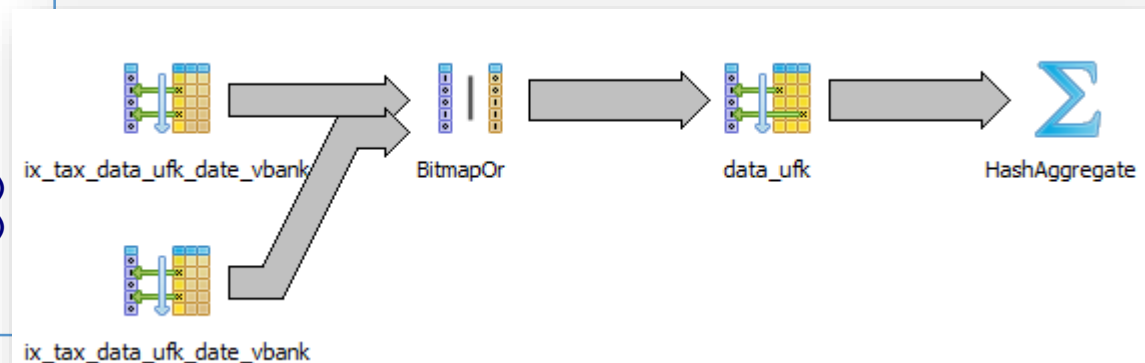 ix_tax_data_ufk_date_vbank
BitmapOr
data_ufk
HashAggregate
ix_tax_data_ufk_date_vbank